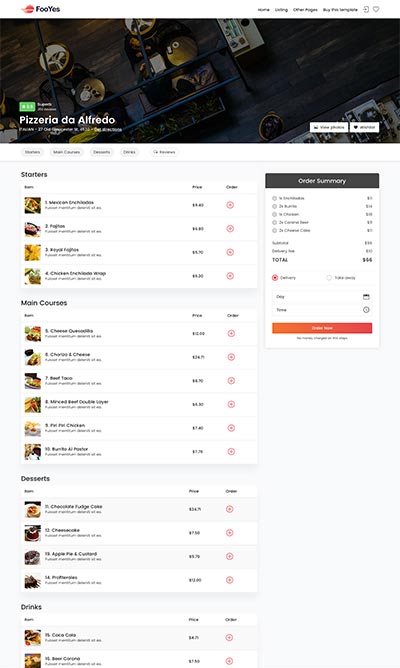 FooYes
Home Listing Other Pages Buy this template
Superb
Pizzeria da Alfredo
ITALIAN - 27 Old Gloucester St, 4530 - Get directions
View photos Wishlist
Starters Main Courses Desserts Drinks Reviews
Starters
Item Price Order
1. Mexican Enchiladas
Fuisset mentitum deleniti sit ea.
$9.40
2. Fajitas
Fuisset mentitum deleniti sit ea.
3. Royal Fajitas
Fuisset mentitum deleniti sit ea.
$5.70
4. Chicken Enchilada Wrap
Fuisset mentitum deleniti sit ea.
$5.20
Main Courses
Item Price Order
5. Cheese Quesadilla
Fuisset mentitum deleniti sit ea.
$12.00
6. Chorizo & Cheese
Fuisset mentitum deleniti sit ea.
$24.71
7. Beef Taco
Fuisset mentitum deleniti sit ea.
$8.70
8. Minced Beef Double Layer
Fuisset mentitum deleniti sit ea.
$6.30
9. Piri Piri Chicken
Fuisset mentitum deleniti sit ea.
$7.40
10. Burrito Al Pastor
Fuisset mentitum deleniti sit ea.
$7.78
Desserts
Item Price Order
11. Chocolate Fudge Cake
Fuisset mentitum deleniti sit ea.
$24.71
12. Cheesecake
Fuisset mentitum deleniti sit ea.
$7.50
13. Apple Pie & Custard
Fuisset mentitum deleniti sit ea.
$9.79
14. Profiteroles
Fuisset mentitum deleniti sit ea.
$12.00
Drinks
Item Price Order
15. Coca Cola
Fuisset mentitum deleniti sit ea.
$4.71
16. Beer Corona
Fuisset mentitum deleniti sit ea.
$7.50
Order Summary
1x Enchiladas $11
2x Burrito $14
1x Chicken $18
2x Corona Beer $9
2x Cheese Cake $11
Subtotal $56
Delivery fee $10
TOTAL $66
Delivery Take away
Day
Time
Order Now
No money charged on this steps